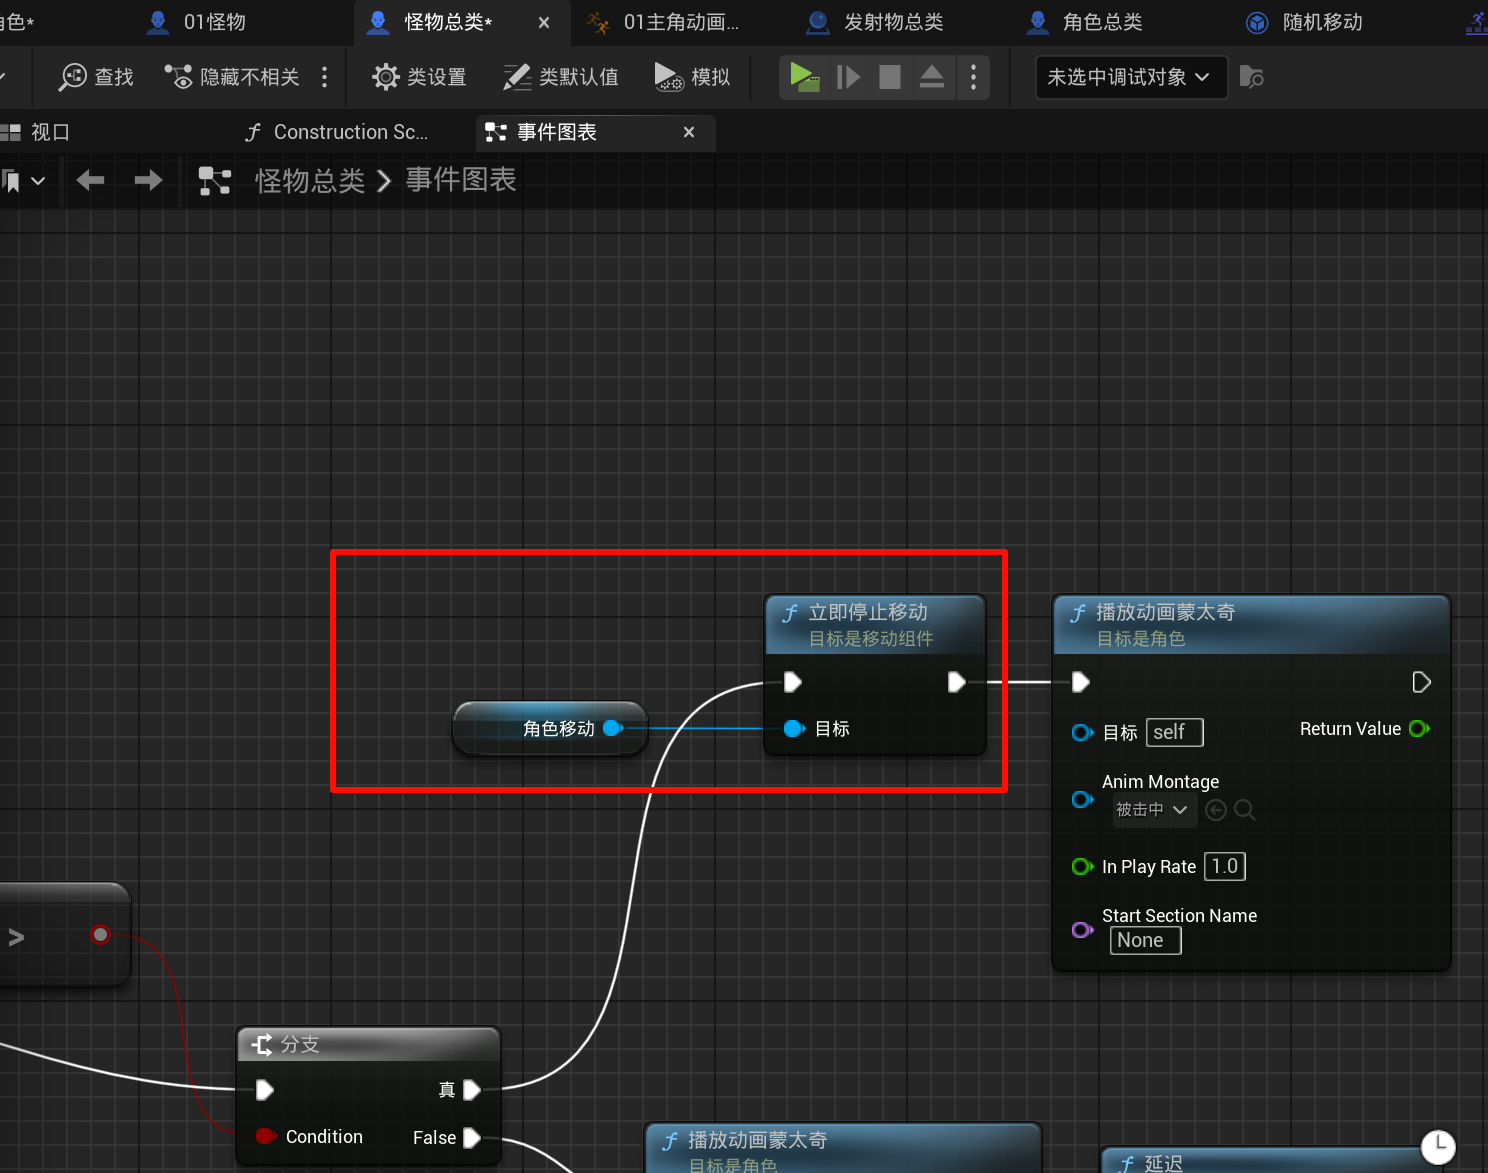 角色*
01怪物
怪物总类*
01主角动画...
发射物总类
角色总类
随机移动
查找
隐藏不相关
类设置
类默认值
模拟
未选中调试对象
视口
Construction Sc...
事件图表
怪物总类 > 事件图表
立即停止移动
目标是移动组件
角色移动
目标
播放动画蒙太奇
目标是角色
目标 self
Return Value
Anim Montage
被击中
In Play Rate 1.0
Start Section Name
None
>
分支
真
Condition
False
播放动画蒙太奇
目标是角色
延迟